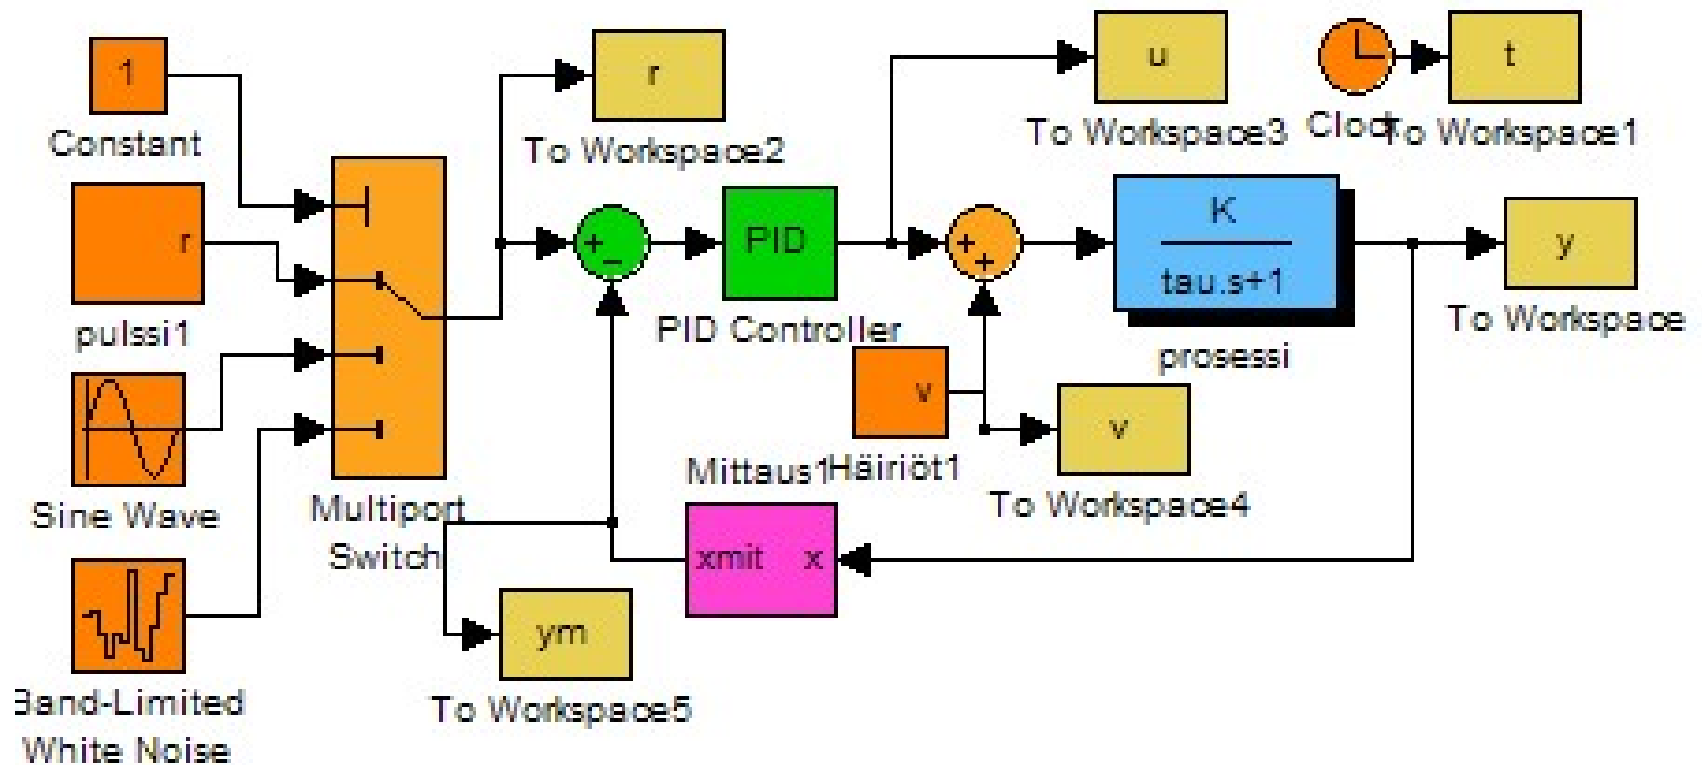 1
Constant
r
To Workspace2
u
To Workspace3
Clock
t
To Workspace1
r
pulssi1
+
−
PID
PID Controller
+
+
K
tau.s+1
prosessi
y
To Workspace
v
Häiriöt1
v
To Workspace4
Sine Wave
Multiport
Switch
Mittaus1
xmit
x
ym
To Workspace5
Band-Limited
White Noise